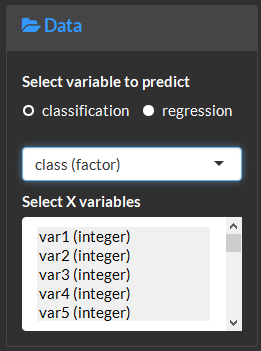 Data
Select variable to predict
classification regression
class (factor)
Select X variables
var1 (integer)
var2 (integer)
var3 (integer)
var4 (integer)
var5 (integer)